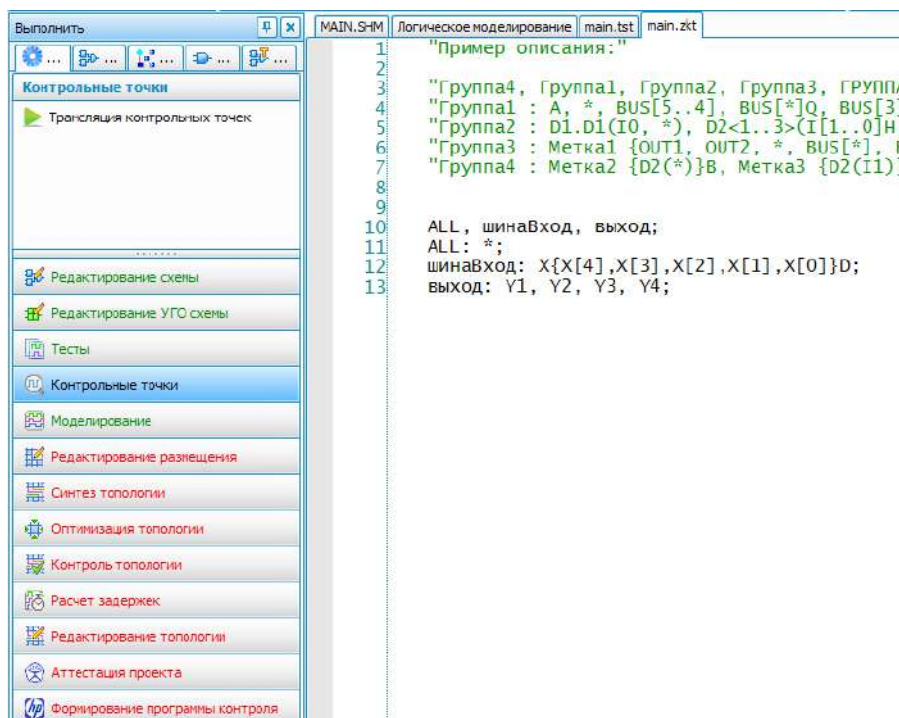 Выполнить
MAIN.SHM Логическое моделирование main.tst main.zkt
Контрольные точки
Трансляция контрольных точек
Редактирование схемы
Редактирование УГО схемы
Тесты
Контрольные точки
Моделирование
Редактирование размещения
Синтез топологии
Оптимизация топологии
Контроль топологии
Расчет задержек
Редактирование топологии
Аттестация проекта
Формирование программы контроля
1 "Пример описания:"
2
3 "Группа4, Группа1, Группа2, Группа3, ГРУППА
4 "Группа1 : A, *, BUS[5..4], BUS[*]Q, BUS[3]
5 "Группа2 : D1.D1(I0, *), D2<1..3>(I[1..0]H
6 "Группа3 : Метка1 {OUT1, OUT2, *, BUS[*],
7 "Группа4 : Метка2 {D2(*)}B, Метка3 {D2(I1)}
8
9
10 ALL, шинаВход, выход;
11 ALL: *;
12 шинаВход: X{X[4],X[3],X[2],X[1],X[0]}D;
13 выход: Y1, Y2, Y3, Y4;